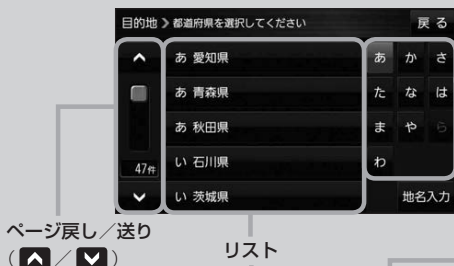 目的地 ❯ 都道府県を選択してください 戻る
あ 愛知県 あ か さ
あ 青森県 た な は
あ 秋田県 ま や ら
い 石川県 わ
47件
い 茨城県 地名入力
ページ戻し／送り
(／)
リスト